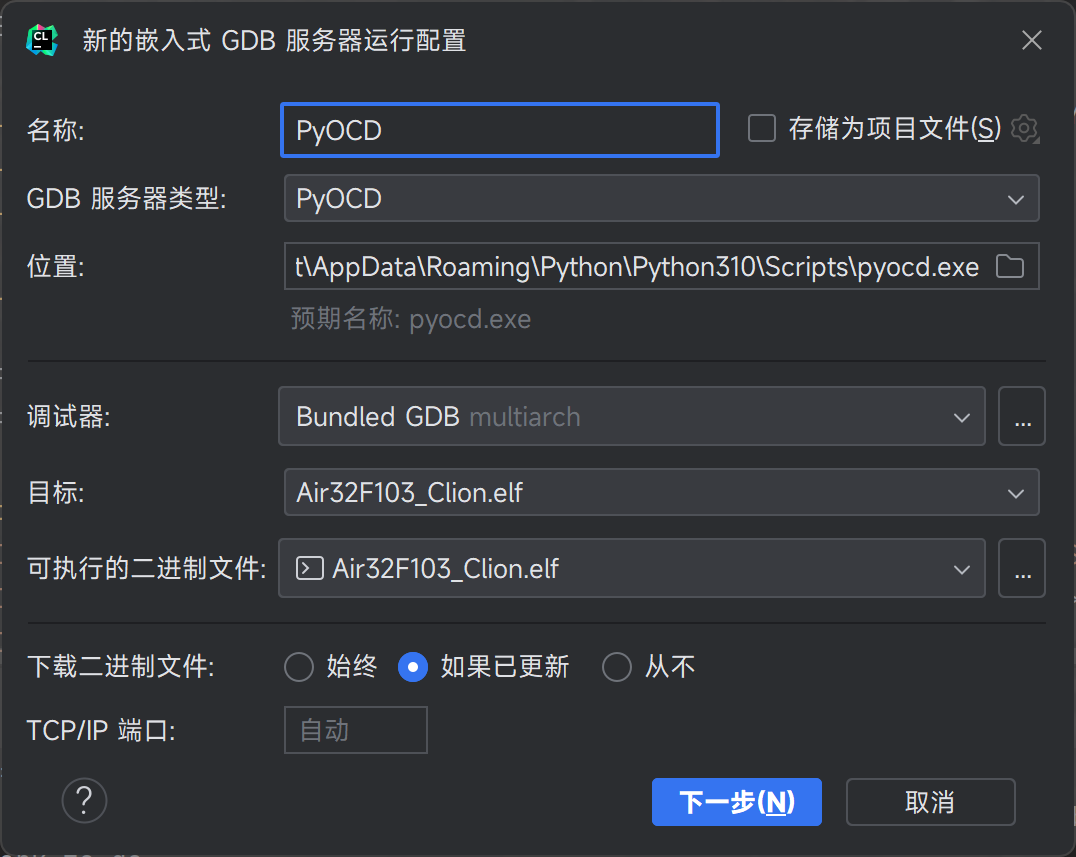 CL
新的嵌入式 GDB 服务器运行配置
名称: PyOCD 存储为项目文件(S)
GDB 服务器类型: PyOCD
位置: t\AppData\Roaming\Python\Python310\Scripts\pyocd.exe
预期名称: pyocd.exe
调试器: Bundled GDB multiarch ...
目标: Air32F103_Clion.elf
可执行的二进制文件: Air32F103_Clion.elf ...
下载二进制文件: 始终 如果已更新 从不
TCP/IP 端口: 自动
? 下一步(N) 取消